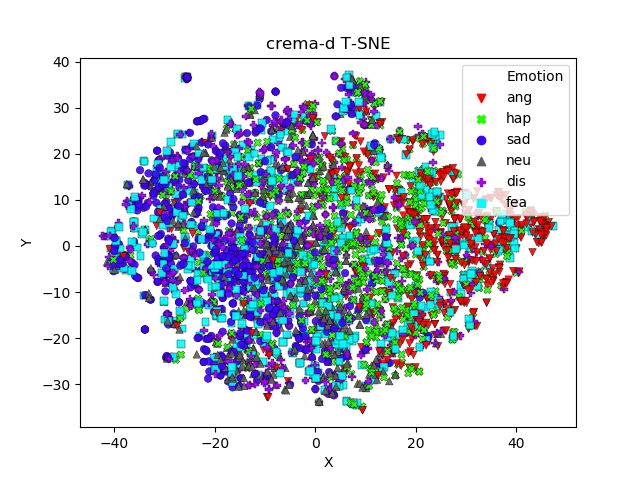 crema-d T-SNE
40
30
20
10
0
−10
−20
−30
Y
−40
−20
0
20
40
X
Emotion
ang
hap
sad
neu
dis
fea